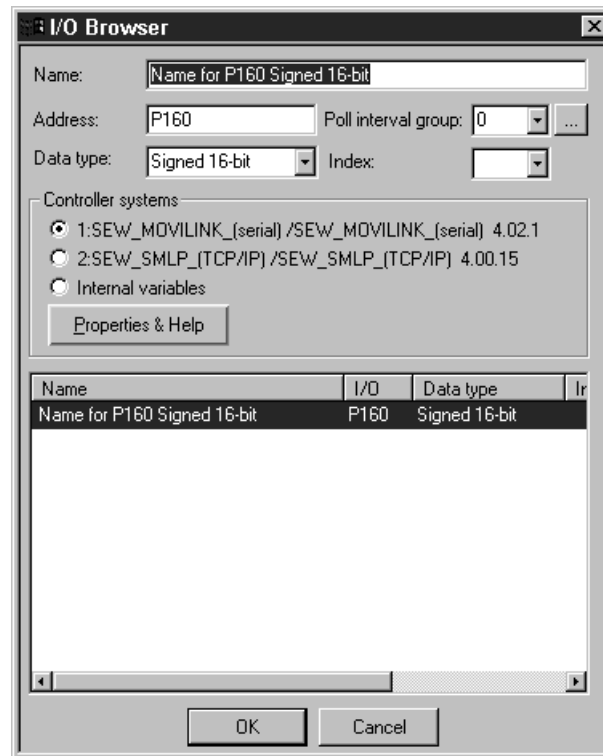 I/O Browser
Name: Name for P160 Signed 16-bit
Address: P160 Poll interval group: 0 ...
Data type: Signed 16-bit Index:
Controller systems
1:SEW_MOVILINK_(serial) /SEW_MOVILINK_(serial) 4.02.1
2:SEW_SMLP_(TCP/IP) /SEW_SMLP_(TCP/IP) 4.00.15
Internal variables
Properties & Help
Name I/O Data type Ir
Name for P160 Signed 16-bit P160 Signed 16-bit
OK Cancel